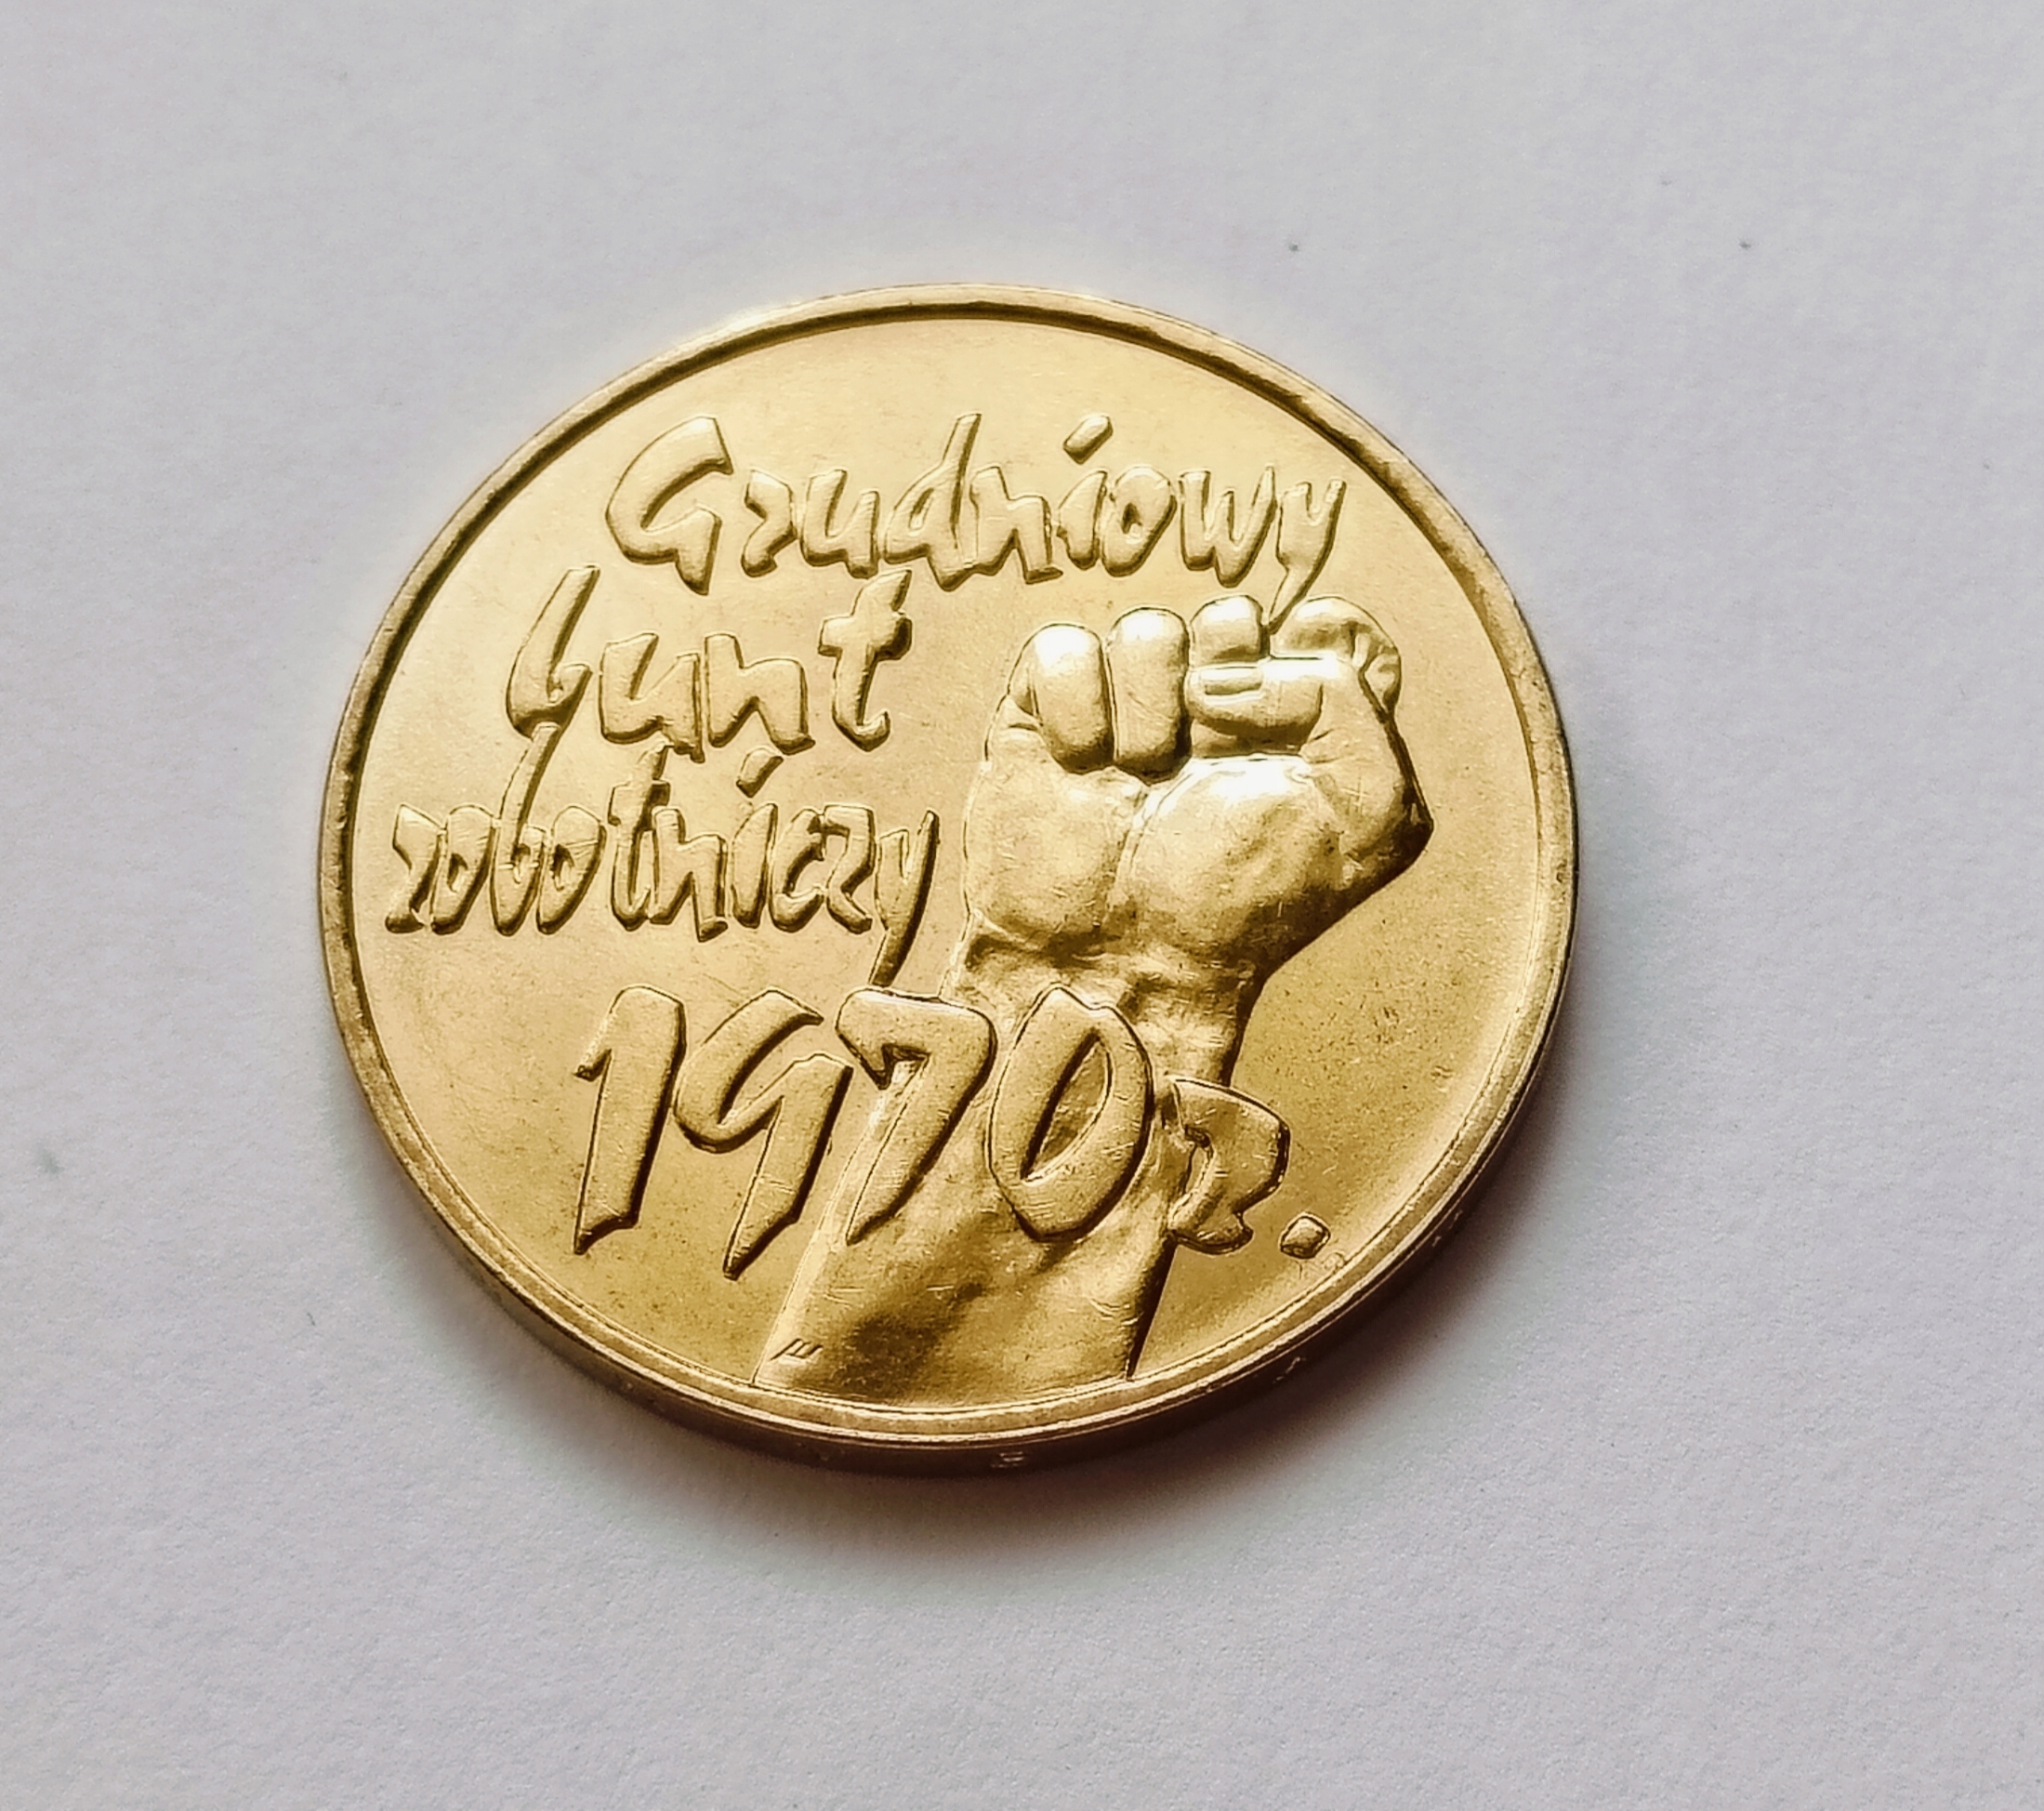 Grudniowy
bunt
robotniczy
1970 r.